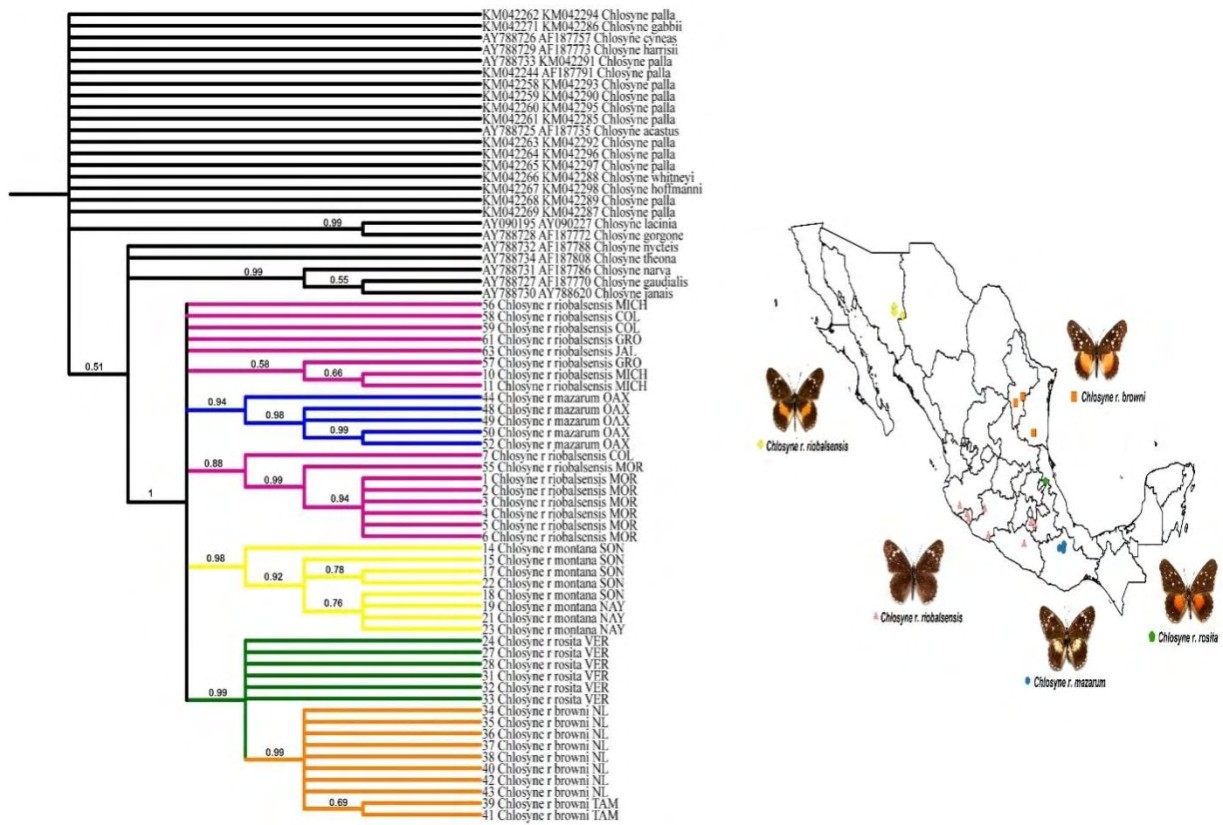 KM042262 KM042294 Chlosyne palla
KM042271 KM042286 Chlosyne gabbii
AY788726 AF187757 Chlosyne cyneas
AY788729 AF187773 Chlosyne harrisii
AY788733 KM042291 Chlosyne palla
KM042244 AF187791 Chlosyne palla
KM042258 KM042293 Chlosyne palla
KM042259 KM042290 Chlosyne palla
KM042260 KM042295 Chlosyne palla
KM042261 KM042285 Chlosyne palla
AY788725 AF187735 Chlosyne acastus
KM042263 KM042292 Chlosyne palla
KM042264 KM042296 Chlosyne palla
KM042265 KM042297 Chlosyne palla
KM042266 KM042288 Chlosyne whitneyi
KM042267 KM042298 Chlosyne hoffmanni
KM042268 KM042289 Chlosyne palla
KM042269 KM042287 Chlosyne palla
0.99
AY090195 AY090227 Chlosyne lacinia
AY788728 AF187772 Chlosyne gorgone
AY788732 AF187788 Chlosyne nycteis
AY788734 AF187808 Chlosyne theona
0.99
AY788731 AF187786 Chlosyne narva
0.55
AY788727 AF187770 Chlosyne gaudialis
AY788730 AY788620 Chlosyne janais
56 Chlosyne r riobalsensis MICH
58 Chlosyne r riobalsensis COL
59 Chlosyne r riobalsensis COL
61 Chlosyne r riobalsensis GRO
63 Chlosyne r riobalsensis JAL
0.51
0.58
57 Chlosyne r riobalsensis GRO
0.66
10 Chlosyne r riobalsensis MICH
11 Chlosyne r riobalsensis MICH
0.94
44 Chlosyne r mazarum OAX
48 Chlosyne r mazarum OAX
0.98
49 Chlosyne r mazarum OAX
0.99
50 Chlosyne r mazarum OAX
52 Chlosyne r mazarum OAX
7 Chlosyne r riobalsensis COL
0.88
55 Chlosyne r riobalsensis MOR
0.99
1 Chlosyne r riobalsensis MOR
2 Chlosyne r riobalsensis MOR
1
0.94
3 Chlosyne r riobalsensis MOR
4 Chlosyne r riobalsensis MOR
5 Chlosyne r riobalsensis MOR
6 Chlosyne r riobalsensis MOR
14 Chlosyne r montana SON
0.98
15 Chlosyne r montana SON
0.78
17 Chlosyne r montana SON
0.92
22 Chlosyne r montana SON
18 Chlosyne r montana SON
0.76
19 Chlosyne r montana NAY
21 Chlosyne r montana NAY
23 Chlosyne r montana NAY
24 Chlosyne r rosita VER
27 Chlosyne r rosita VER
28 Chlosyne r rosita VER
31 Chlosyne r rosita VER
32 Chlosyne r rosita VER
0.99
33 Chlosyne r rosita VER
34 Chlosyne r browni NL
35 Chlosyne r browni NL
36 Chlosyne r browni NL
37 Chlosyne r browni NL
0.99
38 Chlosyne r browni NL
40 Chlosyne r browni NL
42 Chlosyne r browni NL
43 Chlosyne r browni NL
0.69
39 Chlosyne r browni TAM
41 Chlosyne r browni TAM
Chlosyne r. browni
Chlosyne r. riobalsensis
Chlosyne r. riobalsensis
Chlosyne r. rosita
Chlosyne r. mazarum